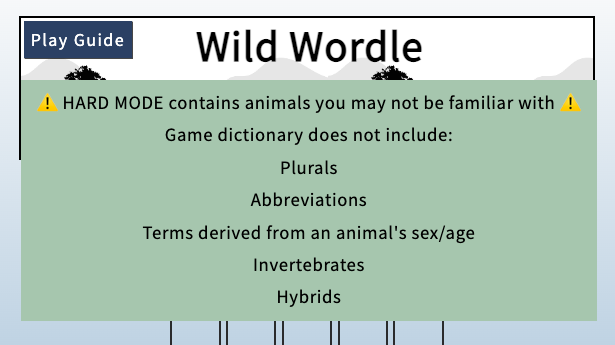 Play Guide
Wild Wordle
⚠️ HARD MODE contains animals you may not be familiar with ⚠️
Game dictionary does not include:
Plurals
Abbreviations
Terms derived from an animal's sex/age
Invertebrates
Hybrids